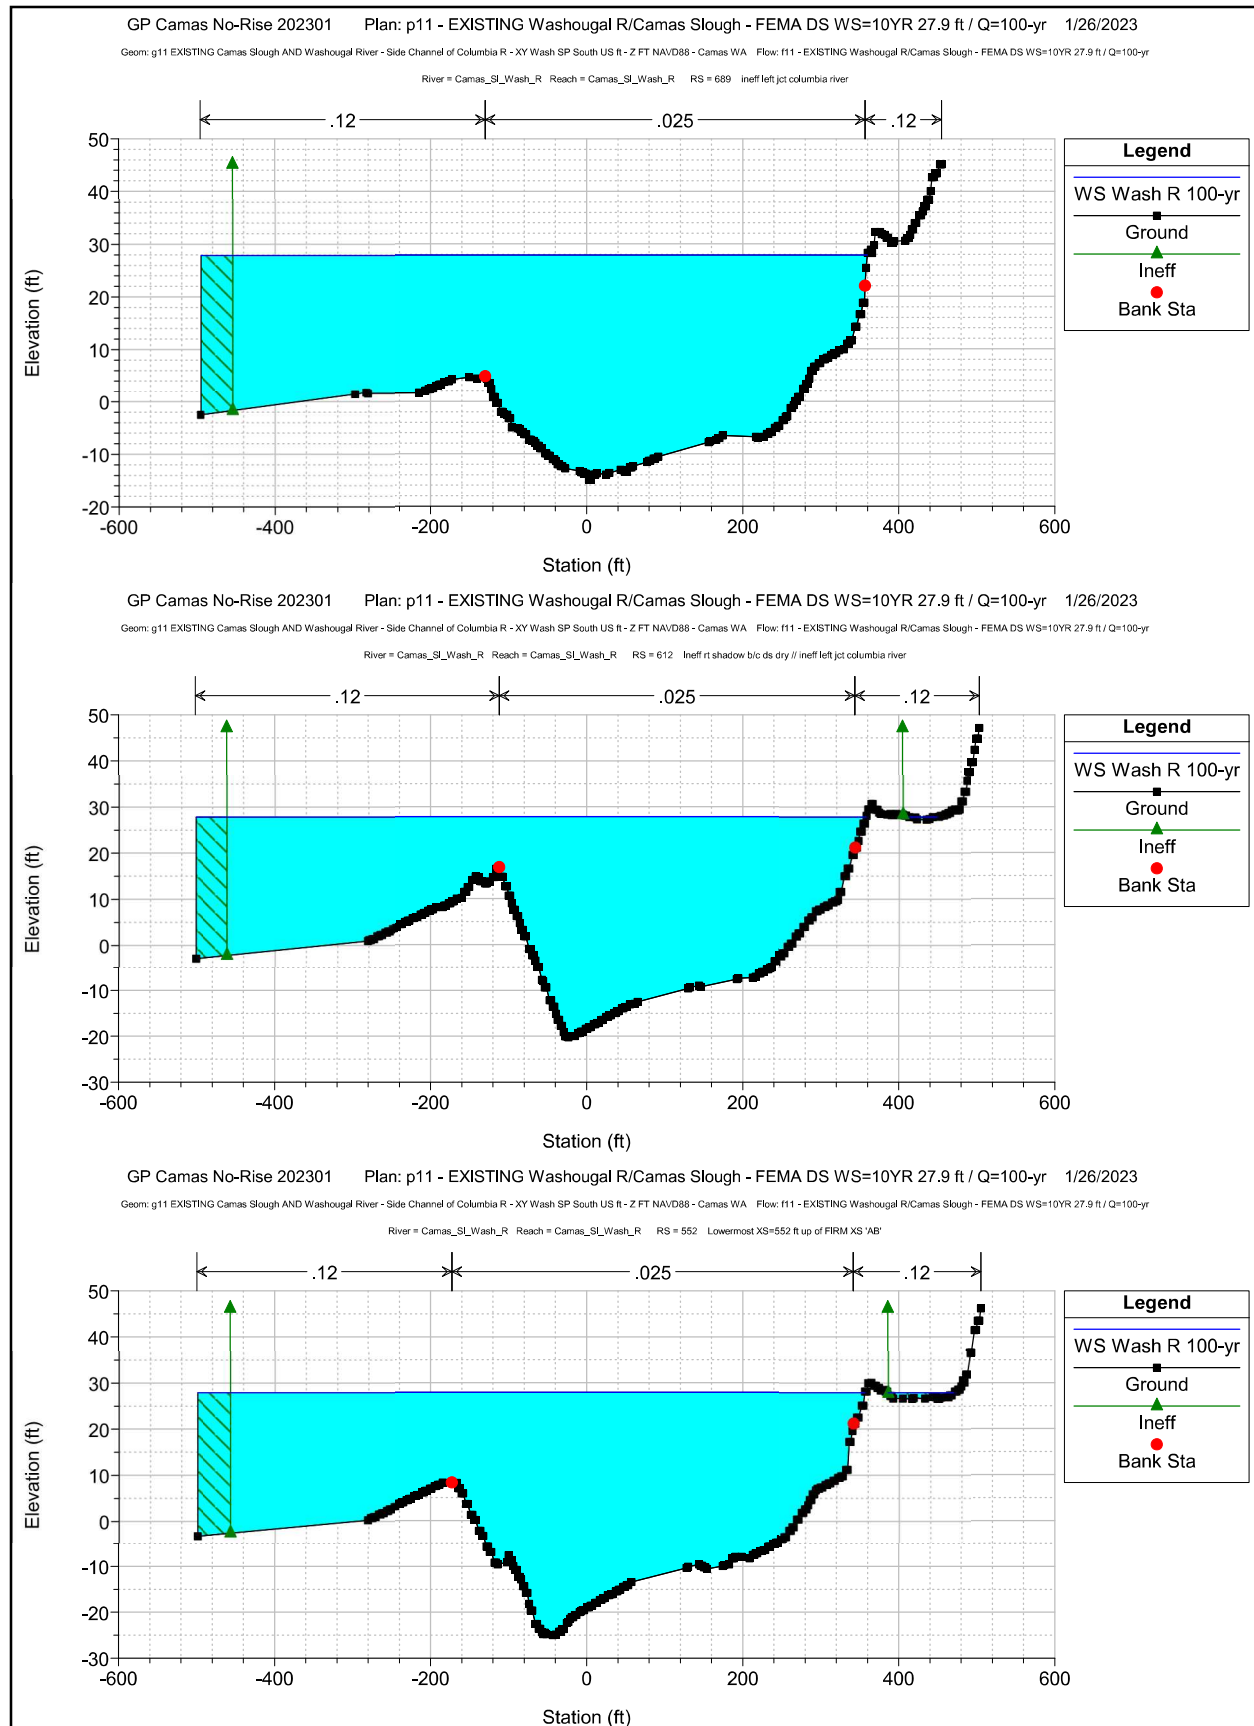 GP Camas No-Rise 202301 Plan: p11 - EXISTING Washougal R/Camas Slough - FEMA DS WS=10YR 27.9 ft / Q=100-yr 1/26/2023
Geom: g11 EXISTING Camas Slough AND Washougal River - Side Channel of Columbia R - XY Wash SP South US ft - Z FT NAVD88 - Camas WA Flow: f11 - EXISTING Washougal R/Camas Slough - FEMA DS WS=10YR 27.9 ft / Q=100-yr
River = Camas_Sl_Wash_R Reach = Camas_Sl_Wash_R RS = 689 ineff left jct columbia river
.12 .025 .12
50
40
30
20
10
0
-10
-20
Elevation (ft)
-600 -400 -200 0 200 400 600
Station (ft)
Legend
WS Wash R 100-yr
Ground
Ineff
Bank Sta
GP Camas No-Rise 202301 Plan: p11 - EXISTING Washougal R/Camas Slough - FEMA DS WS=10YR 27.9 ft / Q=100-yr 1/26/2023
Geom: g11 EXISTING Camas Slough AND Washougal River - Side Channel of Columbia R - XY Wash SP South US ft - Z FT NAVD88 - Camas WA Flow: f11 - EXISTING Washougal R/Camas Slough - FEMA DS WS=10YR 27.9 ft / Q=100-yr
River = Camas_Sl_Wash_R Reach = Camas_Sl_Wash_R RS = 612 Ineff rt shadow b/c ds dry // ineff left jct columbia river
.12 .025 .12
50
40
30
20
10
0
-10
-20
-30
Elevation (ft)
-600 -400 -200 0 200 400 600
Station (ft)
Legend
WS Wash R 100-yr
Ground
Ineff
Bank Sta
GP Camas No-Rise 202301 Plan: p11 - EXISTING Washougal R/Camas Slough - FEMA DS WS=10YR 27.9 ft / Q=100-yr 1/26/2023
Geom: g11 EXISTING Camas Slough AND Washougal River - Side Channel of Columbia R - XY Wash SP South US ft - Z FT NAVD88 - Camas WA Flow: f11 - EXISTING Washougal R/Camas Slough - FEMA DS WS=10YR 27.9 ft / Q=100-yr
River = Camas_Sl_Wash_R Reach = Camas_Sl_Wash_R RS = 552 Lowermost XS=552 ft up of FIRM XS 'AB'
.12 .025 .12
50
40
30
20
10
0
-10
-20
-30
Elevation (ft)
-600 -400 -200 0 200 400 600
Station (ft)
Legend
WS Wash R 100-yr
Ground
Ineff
Bank Sta